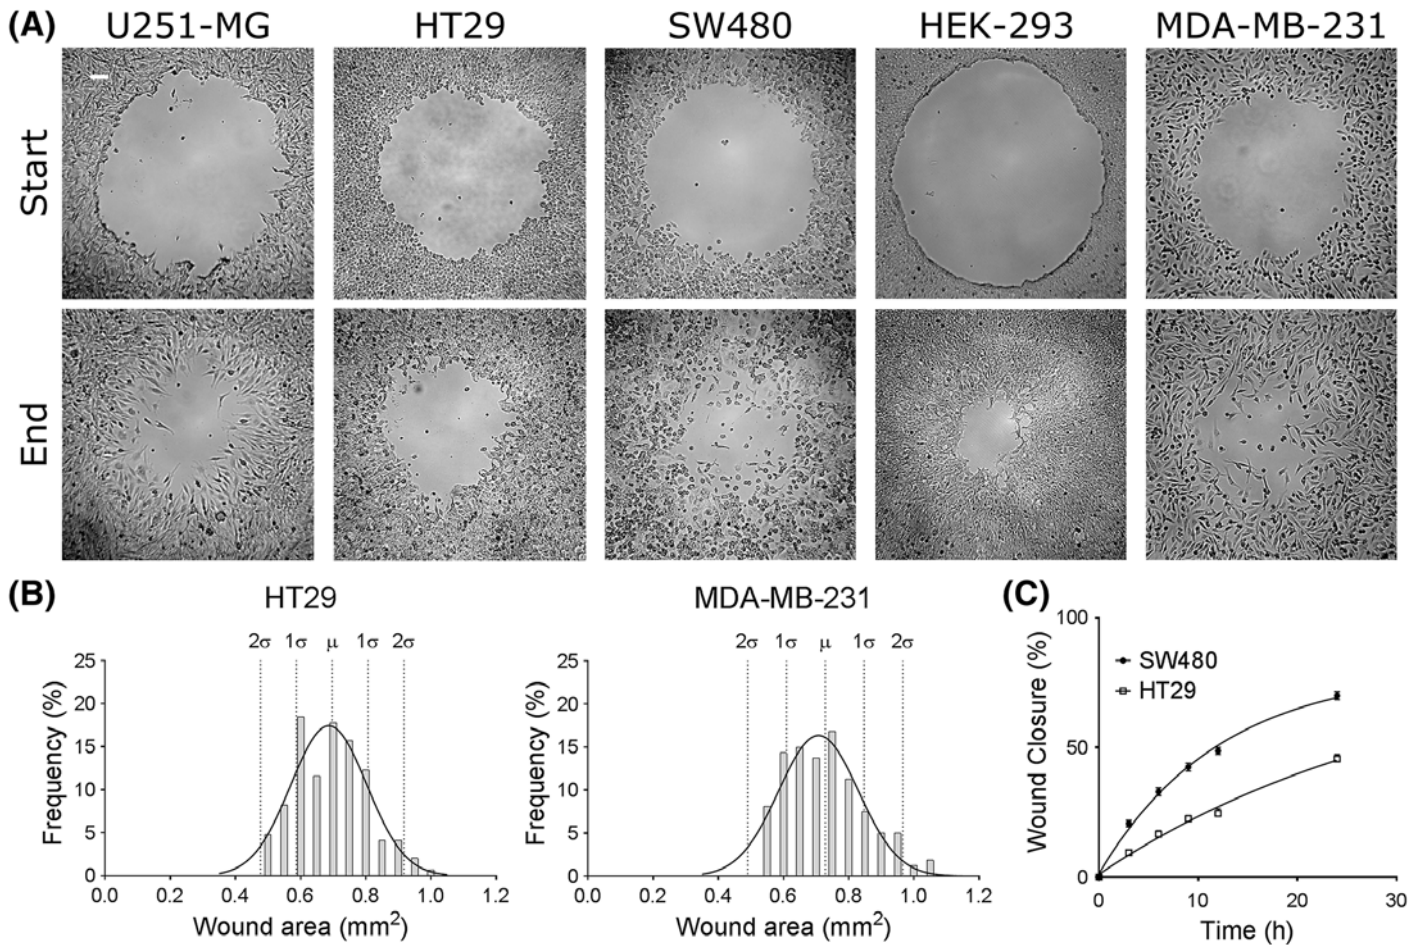 (A) U251-MG HT29 SW480 HEK-293 MDA-MB-231
Start
End
(B) HT29 MDA-MB-231 (C)
2σ 1σ μ 1σ 2σ
25
20
15
10
5
0
Frequency (%)
0.0 0.2 0.4 0.6 0.8 1.0 1.2
Wound area (mm²)
2σ 1σ μ 1σ 2σ
25
20
15
10
5
0
Frequency (%)
0.0 0.2 0.4 0.6 0.8 1.0 1.2
Wound area (mm²)
100
50
0
Wound Closure (%)
SW480
HT29
0 10 20 30
Time (h)